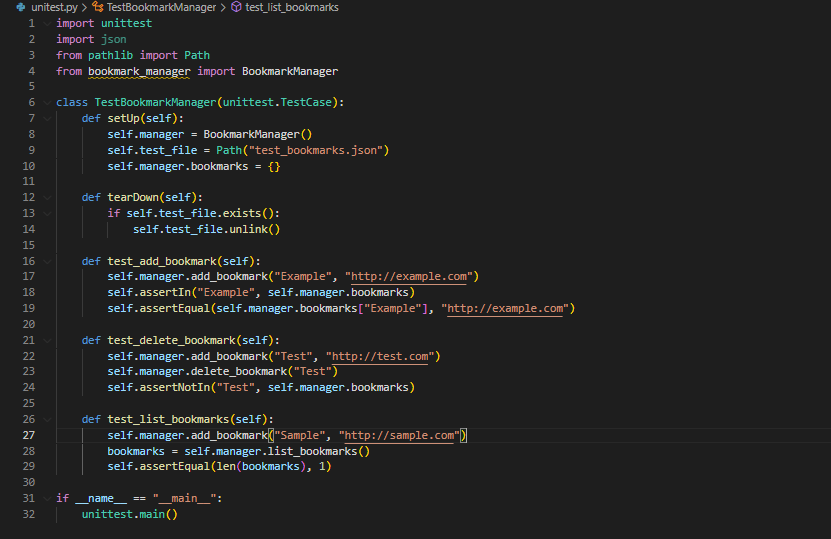 unitest.py > TestBookmarkManager > test_list_bookmarks
1 import unittest
2 import json
3 from pathlib import Path
4 from bookmark_manager import BookmarkManager
5
6 class TestBookmarkManager(unittest.TestCase):
7     def setUp(self):
8         self.manager = BookmarkManager()
9         self.test_file = Path("test_bookmarks.json")
10         self.manager.bookmarks = {}
11
12     def tearDown(self):
13         if self.test_file.exists():
14             self.test_file.unlink()
15
16     def test_add_bookmark(self):
17         self.manager.add_bookmark("Example", "http://example.com")
18         self.assertIn("Example", self.manager.bookmarks)
19         self.assertEqual(self.manager.bookmarks["Example"], "http://example.com")
20
21     def test_delete_bookmark(self):
22         self.manager.add_bookmark("Test", "http://test.com")
23         self.manager.delete_bookmark("Test")
24         self.assertNotIn("Test", self.manager.bookmarks)
25
26     def test_list_bookmarks(self):
27         self.manager.add_bookmark("Sample", "http://sample.com")
28         bookmarks = self.manager.list_bookmarks()
29         self.assertEqual(len(bookmarks), 1)
30
31 if __name__ == "__main__":
32     unittest.main()